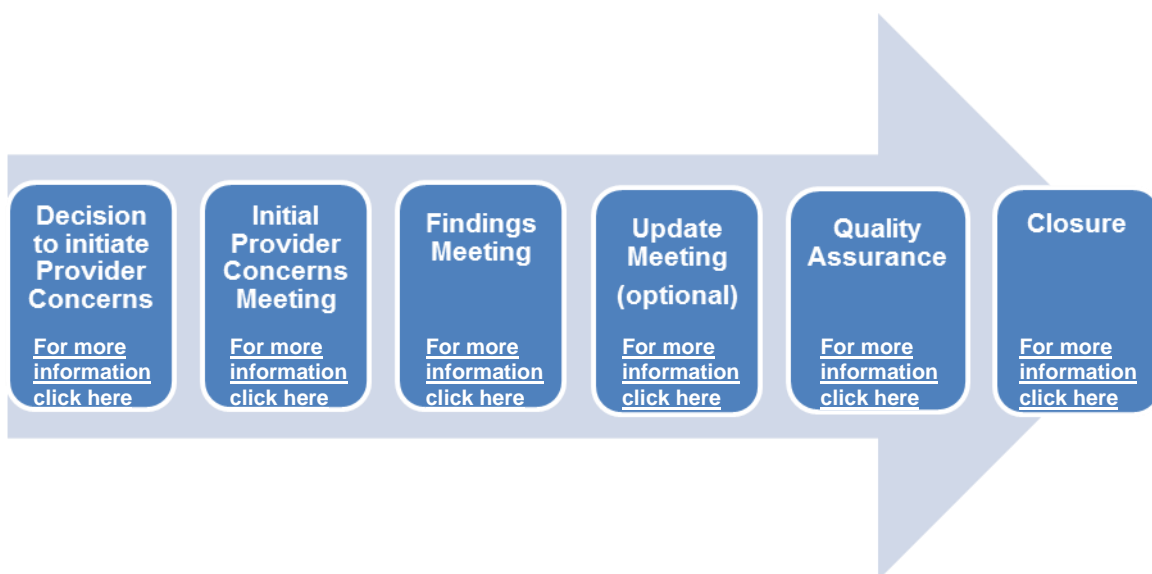 Decision
to initiate
Provider
Concerns
For more
information
click here
Initial
Provider
Concerns
Meeting
For more
information
click here
Findings
Meeting
For more
information
click here
Update
Meeting
(optional)
For more
information
click here
Quality
Assurance
For more
information
click here
Closure
For more
information
click here